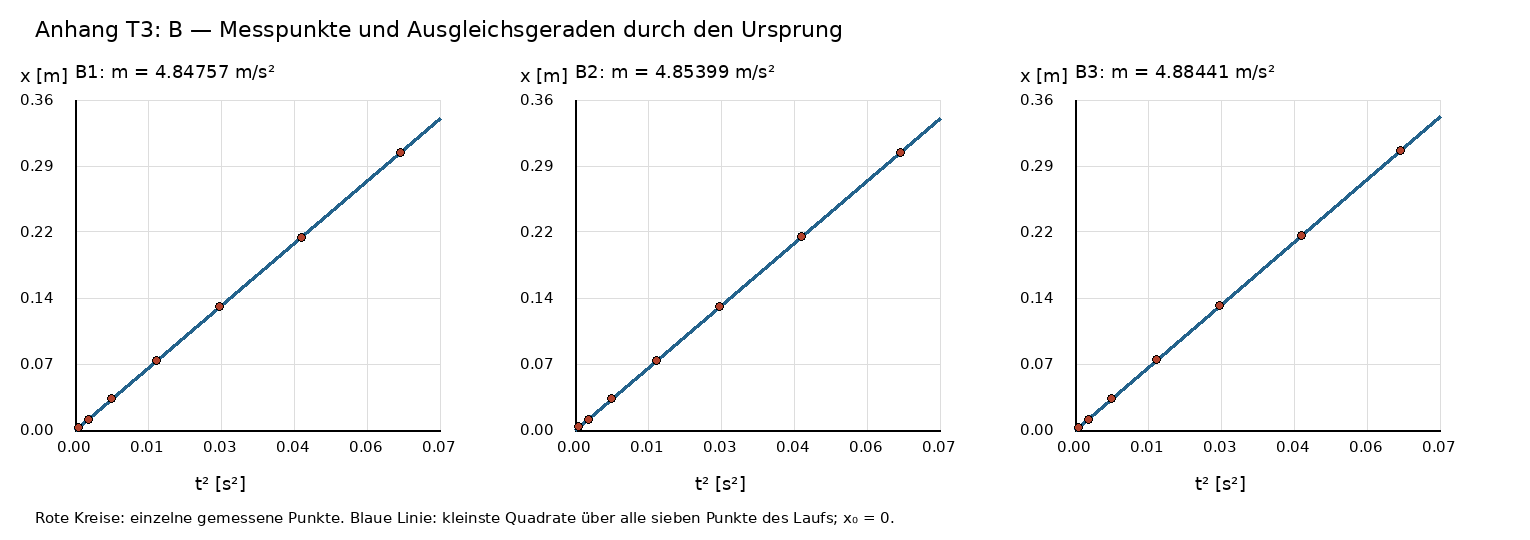 Anhang T3: B — Messpunkte und Ausgleichsgeraden durch den Ursprung
x [m] B1: m = 4.84757 m/s²
0.36
0.29
0.22
0.14
0.07
0.00
0.00 0.01 0.03 0.04 0.06 0.07
t² [s²]
x [m] B2: m = 4.85399 m/s²
0.36
0.29
0.22
0.14
0.07
0.00
0.00 0.01 0.03 0.04 0.06 0.07
t² [s²]
x [m] B3: m = 4.88441 m/s²
0.36
0.29
0.22
0.14
0.07
0.00
0.00 0.01 0.03 0.04 0.06 0.07
t² [s²]
Rote Kreise: einzelne gemessene Punkte. Blaue Linie: kleinste Quadrate über alle sieben Punkte des Laufs; x₀ = 0.